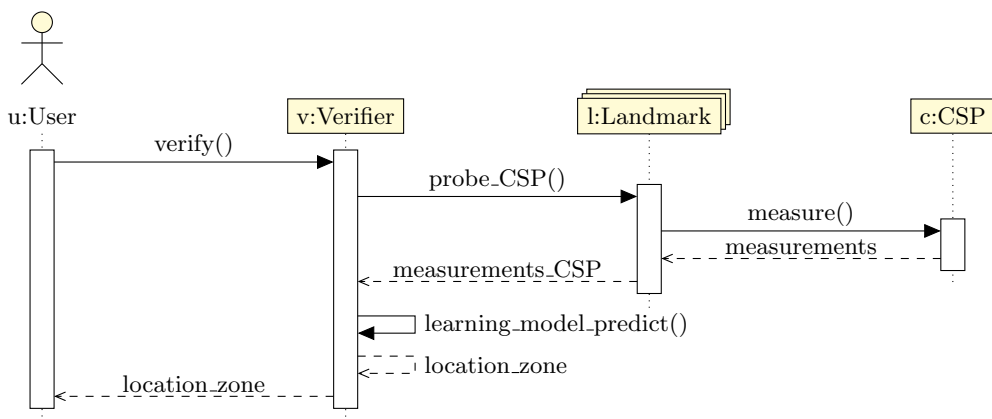 u:User
v:Verifier
l:Landmark
c:CSP
verify()
probe_CSP()
measure()
measurements
measurements_CSP
learning_model_predict()
location_zone
location_zone